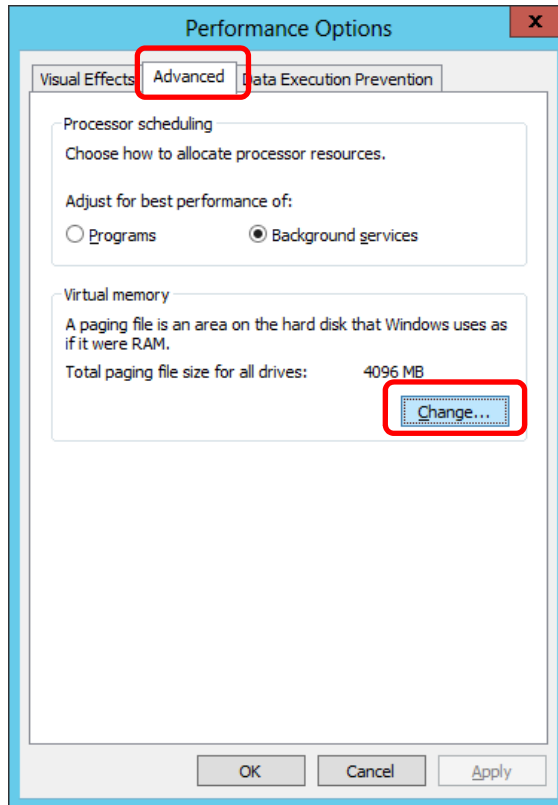 Performance Options
x
Visual Effects
Advanced
Data Execution Prevention
Processor scheduling
Choose how to allocate processor resources.
Adjust for best performance of:
Programs
Background services
Virtual memory
A paging file is an area on the hard disk that Windows uses as
if it were RAM.
Total paging file size for all drives: 4096 MB
Change...
OK
Cancel
Apply